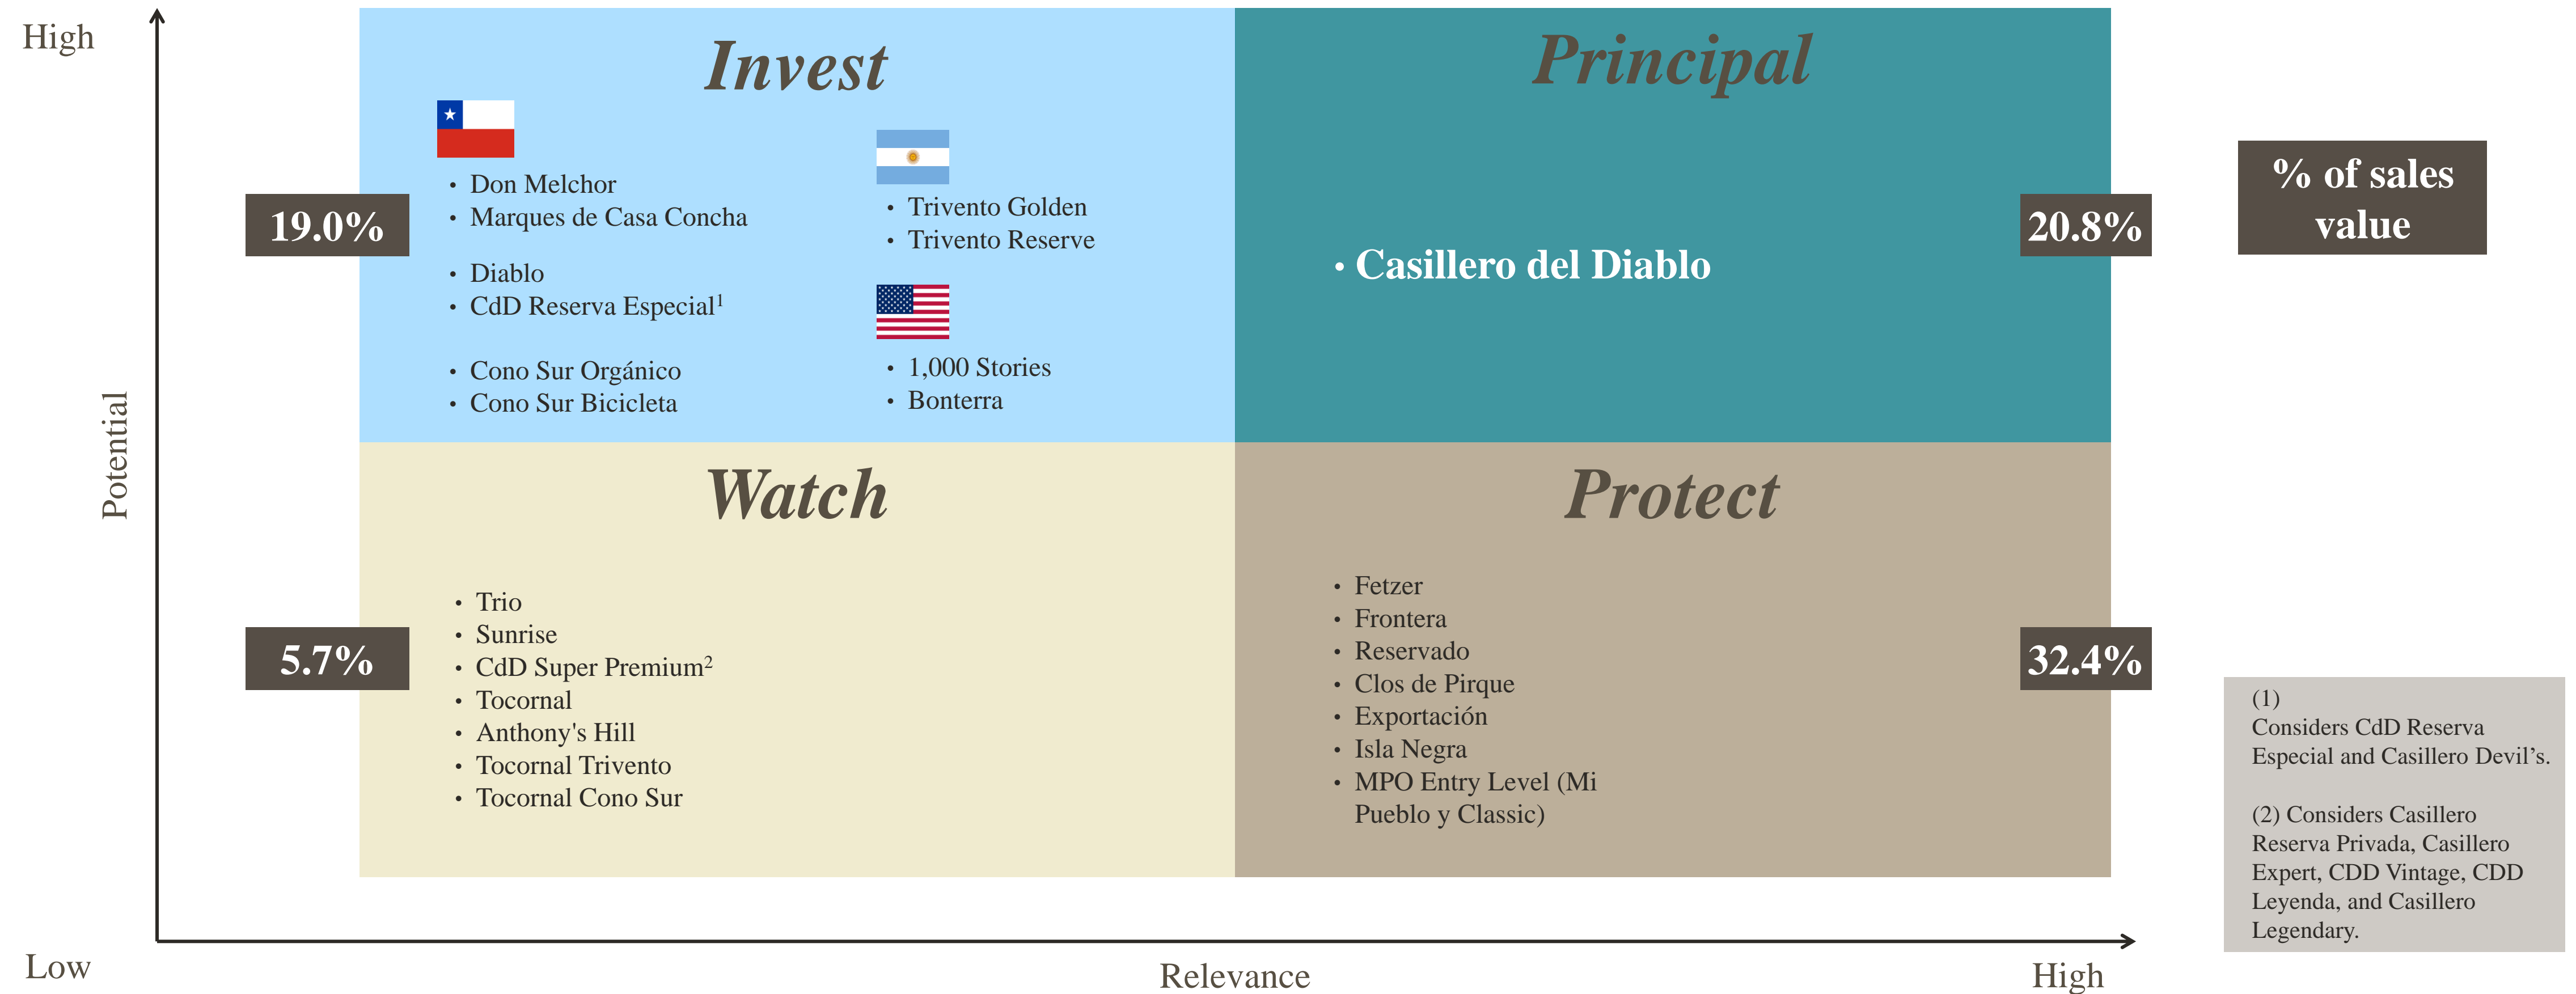 High
Invest
Principal
Don Melchor
Marques de Casa Concha
Diablo
CdD Reserva Especial¹
Cono Sur Orgánico
Cono Sur Bicicleta
Trivento Golden
Trivento Reserve
1,000 Stories
Bonterra
19.0%
• Casillero del Diablo
20.8%
% of sales
value
Potential
Watch
Protect
Trio
Sunrise
CdD Super Premium²
Tocornal
Anthony's Hill
Tocornal Trivento
Tocornal Cono Sur
5.7%
Fetzer
Frontera
Reservado
Clos de Pirque
Exportación
Isla Negra
MPO Entry Level (Mi
Pueblo y Classic)
32.4%
(1)
Considers CdD Reserva
Especial and Casillero Devil’s.
(2) Considers Casillero
Reserva Privada, Casillero
Expert, CDD Vintage, CDD
Leyenda, and Casillero
Legendary.
Low
Relevance
High